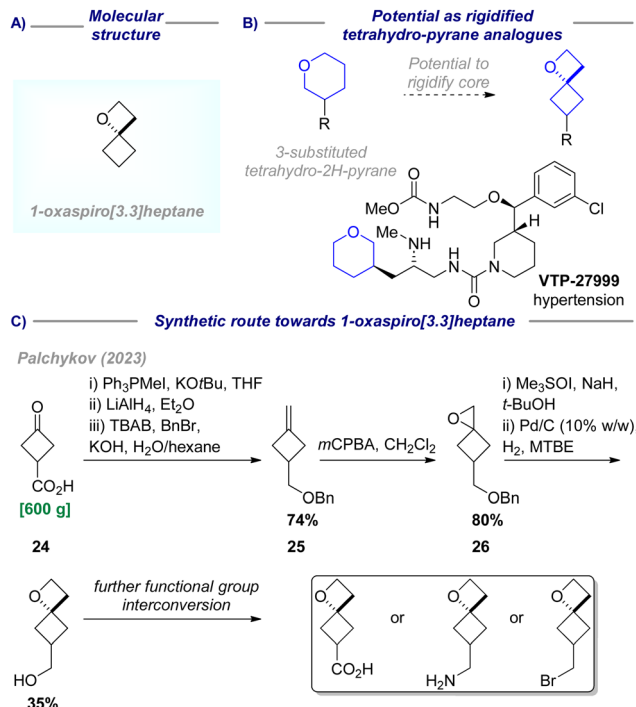 A) Molecular structure
O
1-oxaspiro[3.3]heptane
B) Potential as rigidified tetrahydro-pyrane analogues
O
R
Potential to rigidify core
O
R
3-substituted tetrahydro-2H-pyrane
O
MeO
N
H
O
Cl
H
MeNH
O
H
N
O
N
VTP-27999
hypertension
C) Synthetic route towards 1-oxaspiro[3.3]heptane
Palchykov (2023)
O
CO2H
[600 g]
24
i) Ph3PMeI, KOtBu, THF
ii) LiAlH4, Et2O
iii) TBAB, BnBr,
KOH, H2O/hexane
OBn
74%
25
mCPBA, CH2Cl2
O
OBn
80%
26
i) Me3SOI, NaH,
t-BuOH
ii) Pd/C (10% w/w)
H2, MTBE
O
HO
35%
further functional group
interconversion
O
CO2H
or
O
H2N
or
O
Br